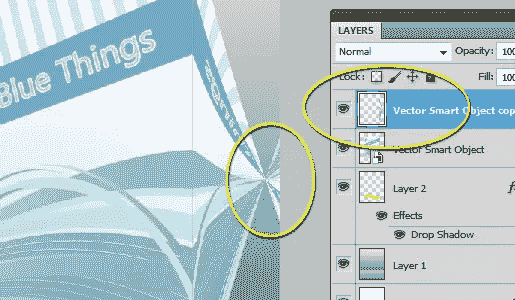 Blue Things
LAYERS
Normal
Opacity: 100
Lock:
Fill: 100
Vector Smart Object cop
Vector Smart Object
Layer 2
Effects
Drop Shadow
Layer 1